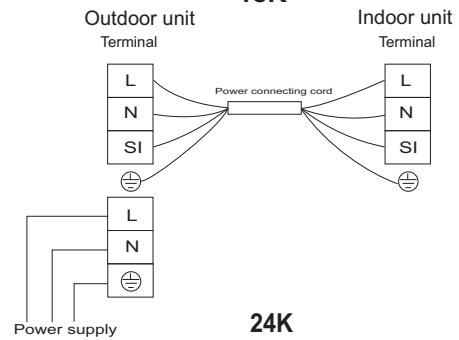 Outdoor unit Indoor unit
Terminal Terminal
L L
Power connecting cord
N N
SI SI
L
N
Power supply
24K